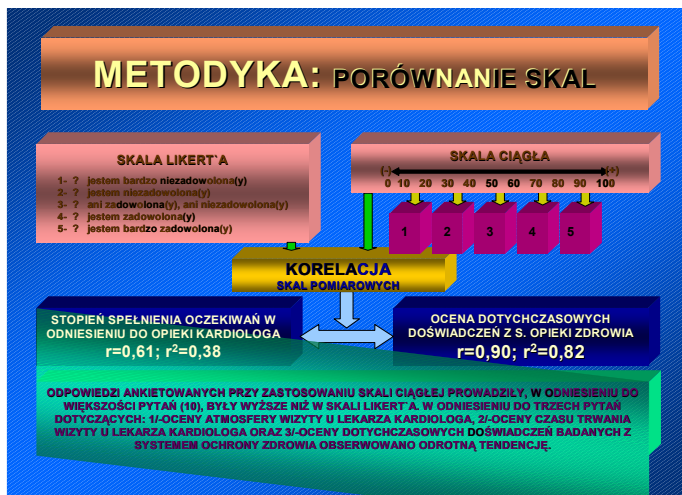 METODYKA: PORÓWNANIE SKAL
SKALA LIKERT`A
1- ? jestem bardzo niezadowolona(y)
2- ? jestem niezadowolona(y)
3- ? ani zadowolona(y), ani niezadowolona(y)
4- ? jestem zadowolona(y)
5- ? jestem bardzo zadowolona(y)
SKALA CIĄGŁA
(-) (+)
0 10 20 30 40 50 60 70 80 90 100
1 2 3 4 5
KORELACJA
SKAL POMIAROWYCH
STOPIEŃ SPEŁNIENIA OCZEKIWAŃ W
ODNIESIENIU DO OPIEKI KARDIOLOGA
r=0,61; r²=0,38
OCENA DOTYCHCZASOWYCH
DOŚWIADCZEŃ Z S. OPIEKI ZDROWIA
r=0,90; r²=0,82
ODPOWIEDZI ANKIETOWANYCH PRZY ZASTOSOWANIU SKALI CIĄGŁEJ PROWADZIŁY, W ODNIESIENIU DO
WIĘKSZOŚCI PYTAŃ (10), BYŁY WYŻSZE NIŻ W SKALI LIKERT`A. W ODNIESIENIU DO TRZECH PYTAŃ
DOTYCZĄCYCH: 1/-OCENY ATMOSFERY WIZYTY U LEKARZA KARDIOLOGA, 2/-OCENY CZASU TRWANIA
WIZYTY U LEKARZA KARDIOLOGA ORAZ 3/-OCENY DOTYCHCZASOWYCH DOŚWIADCZEŃ BADANYCH Z
SYSTEMEM OCHRONY ZDROWIA OBSERWOWANO ODROTNĄ TENDENCJĘ.